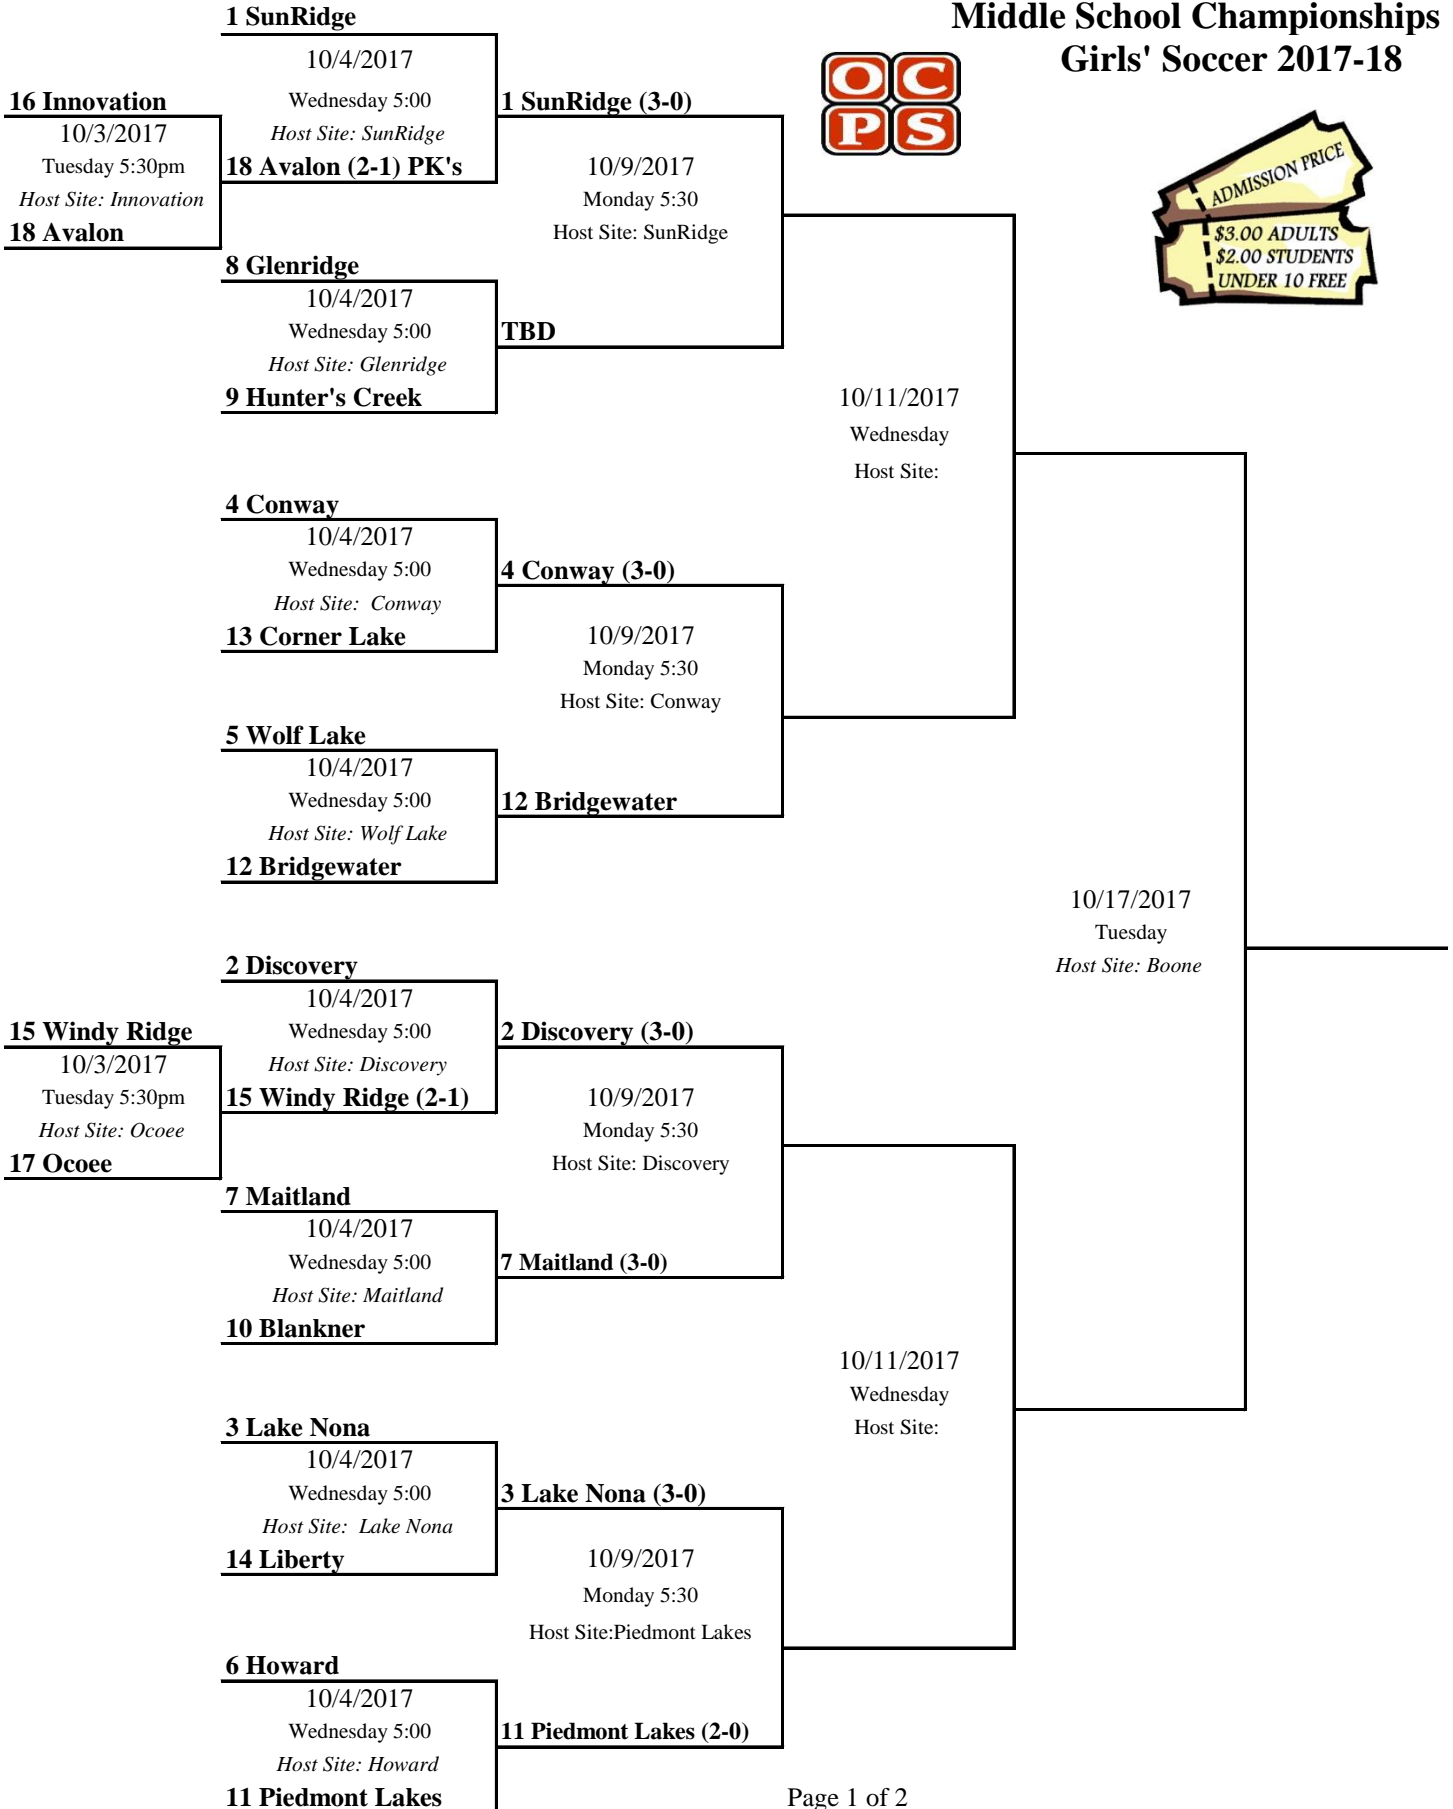 Middle School Championships
Girls' Soccer 2017-18
OC
PS
ADMISSION PRICE
$3.00 ADULTS
$2.00 STUDENTS
UNDER 10 FREE
1 SunRidge
10/4/2017
Wednesday 5:00
Host Site: SunRidge
16 Innovation
10/3/2017
Tuesday 5:30pm
Host Site: Innovation
18 Avalon
18 Avalon (2-1) PK's
1 SunRidge (3-0)
10/9/2017
Monday 5:30
Host Site: SunRidge
8 Glenridge
10/4/2017
Wednesday 5:00
Host Site: Glenridge
9 Hunter's Creek
TBD
10/11/2017
Wednesday
Host Site:
4 Conway
10/4/2017
Wednesday 5:00
Host Site:  Conway
13 Corner Lake
4 Conway (3-0)
10/9/2017
Monday 5:30
Host Site: Conway
5 Wolf Lake
10/4/2017
Wednesday 5:00
Host Site: Wolf Lake
12 Bridgewater
12 Bridgewater
10/17/2017
Tuesday
Host Site: Boone
2 Discovery
10/4/2017
Wednesday 5:00
Host Site: Discovery
15 Windy Ridge
10/3/2017
Tuesday 5:30pm
Host Site: Ocoee
17 Ocoee
15 Windy Ridge (2-1)
2 Discovery (3-0)
10/9/2017
Monday 5:30
Host Site: Discovery
7 Maitland
10/4/2017
Wednesday 5:00
Host Site: Maitland
10 Blankner
7 Maitland (3-0)
10/11/2017
Wednesday
Host Site:
3 Lake Nona
10/4/2017
Wednesday 5:00
Host Site:  Lake Nona
14 Liberty
3 Lake Nona (3-0)
10/9/2017
Monday 5:30
Host Site:Piedmont Lakes
6 Howard
10/4/2017
Wednesday 5:00
Host Site: Howard
11 Piedmont Lakes
11 Piedmont Lakes (2-0)
Page 1 of 2